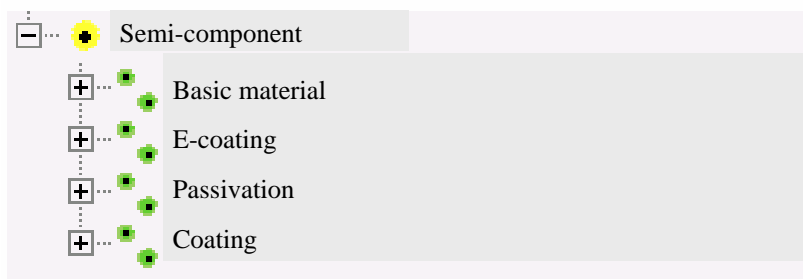 Semi-component
Basic material
E-coating
Passivation
Coating